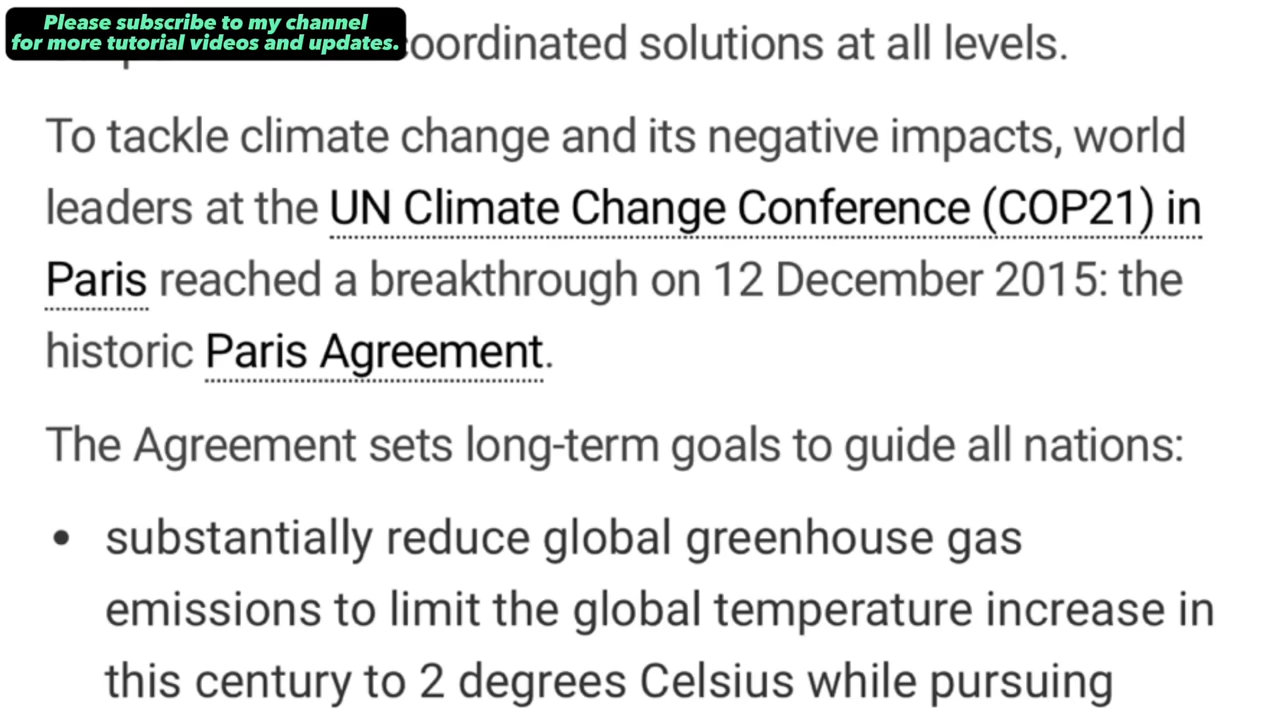 Please subscribe to my channel
for more tutorial videos and updates.
oordinated solutions at all levels.
To tackle climate change and its negative impacts, world
leaders at the UN Climate Change Conference (COP21) in
Paris reached a breakthrough on 12 December 2015: the
historic Paris Agreement.
The Agreement sets long-term goals to guide all nations:
• substantially reduce global greenhouse gas
emissions to limit the global temperature increase in
this century to 2 degrees Celsius while pursuing